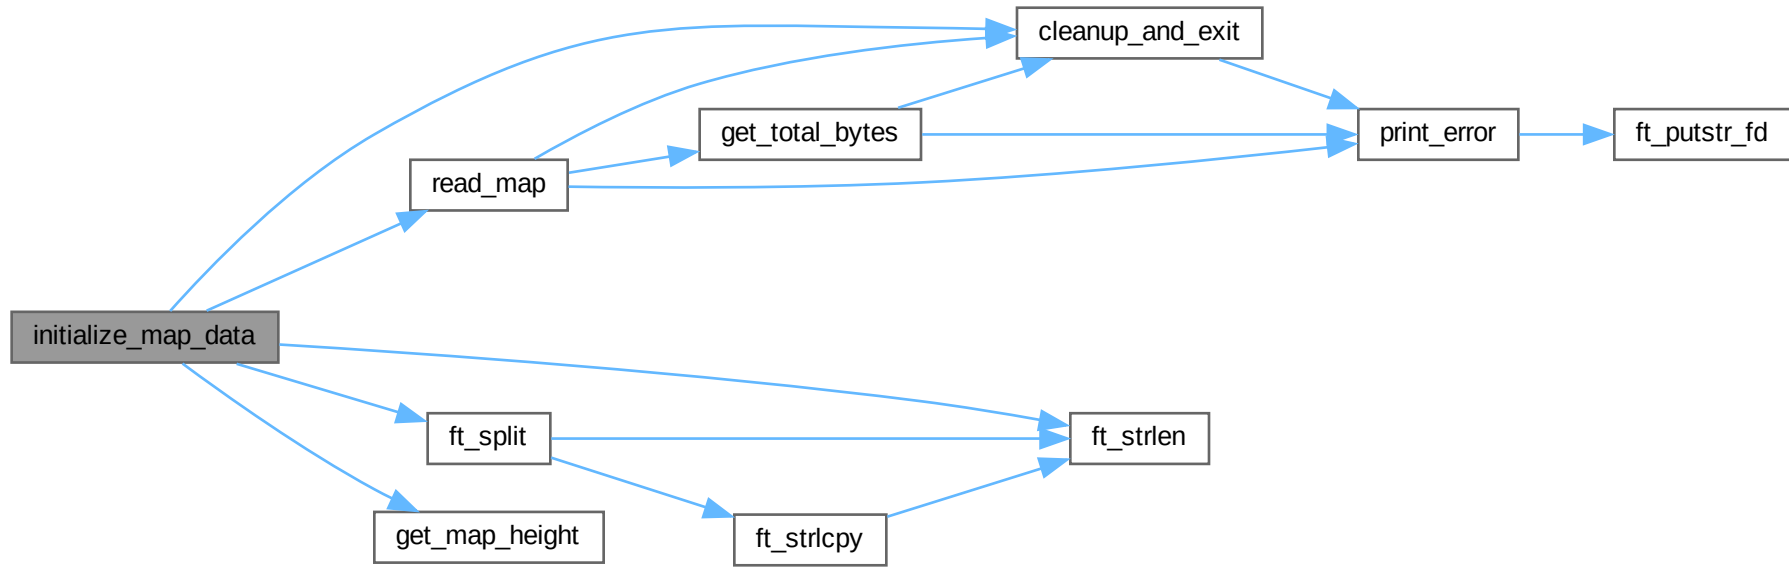 cleanup_and_exit
get_total_bytes
print_error
ft_putstr_fd
read_map
initialize_map_data
ft_split
ft_strlen
get_map_height
ft_strlcpy